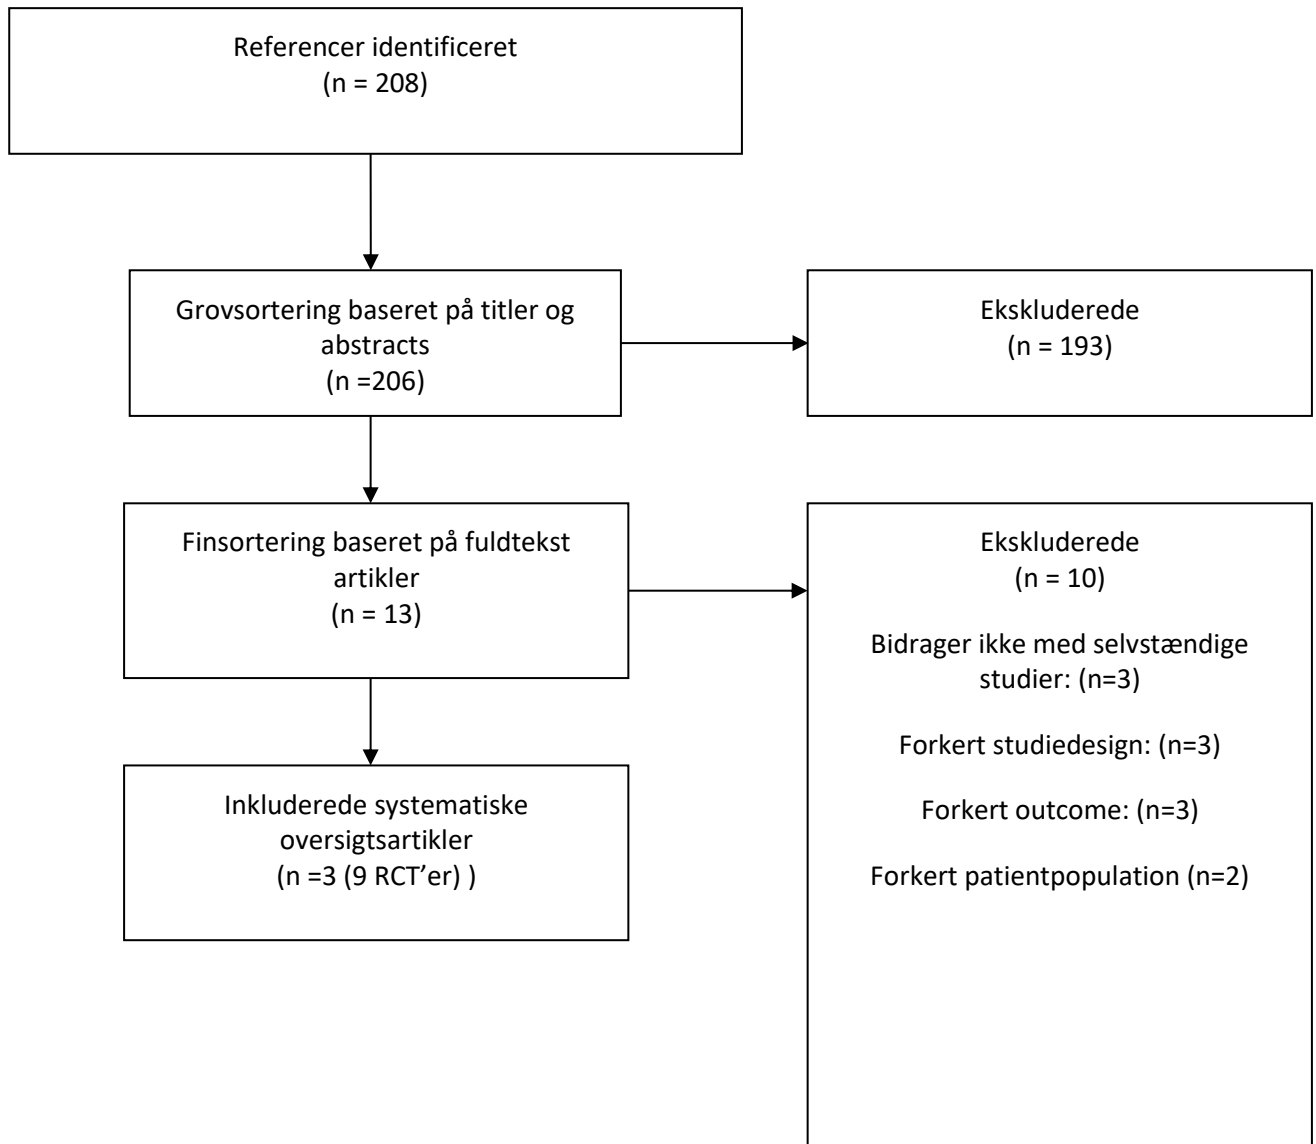 Referencer identificeret
(n = 208)
Grovsortering baseret på titler og
abstracts
(n =206)
Ekskluderede
(n = 193)
Finsortering baseret på fuldtekst
artikler
(n = 13)
Ekskluderede
(n = 10)
Bidrager ikke med selvstændige
studier: (n=3)
Forkert studiedesign: (n=3)
Forkert outcome: (n=3)
Forkert patientpopulation (n=2)
Inkluderede systematiske
oversigtsartikler
(n =3 (9 RCT’er) )